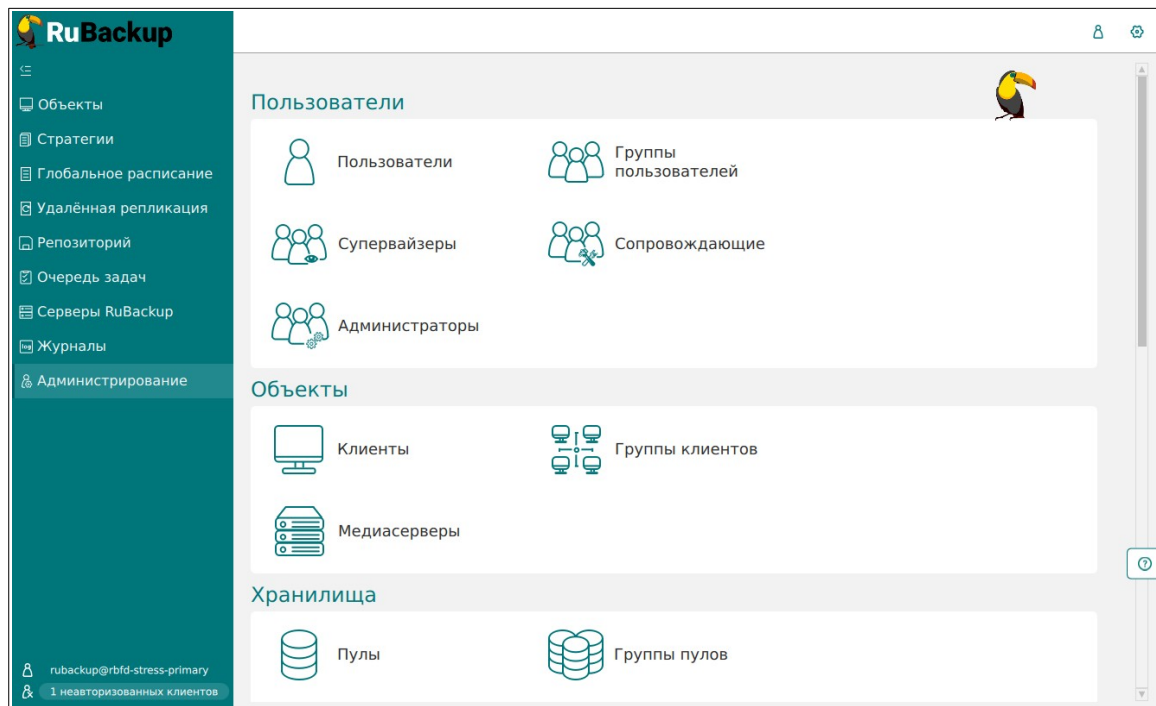 RuBackup
Объекты
Стратегии
Глобальное расписание
Удалённая репликация
Репозиторий
Очередь задач
Серверы RuBackup
log Журналы
Администрирование
rubackup@rbfd-stress-primary
1 неавторизованных клиентов
Пользователи
Пользователи
Группы
пользователей
Супервайзеры
Сопровождающие
Администраторы
Объекты
Клиенты
Группы клиентов
Медиасерверы
Хранилища
Пулы
Группы пулов